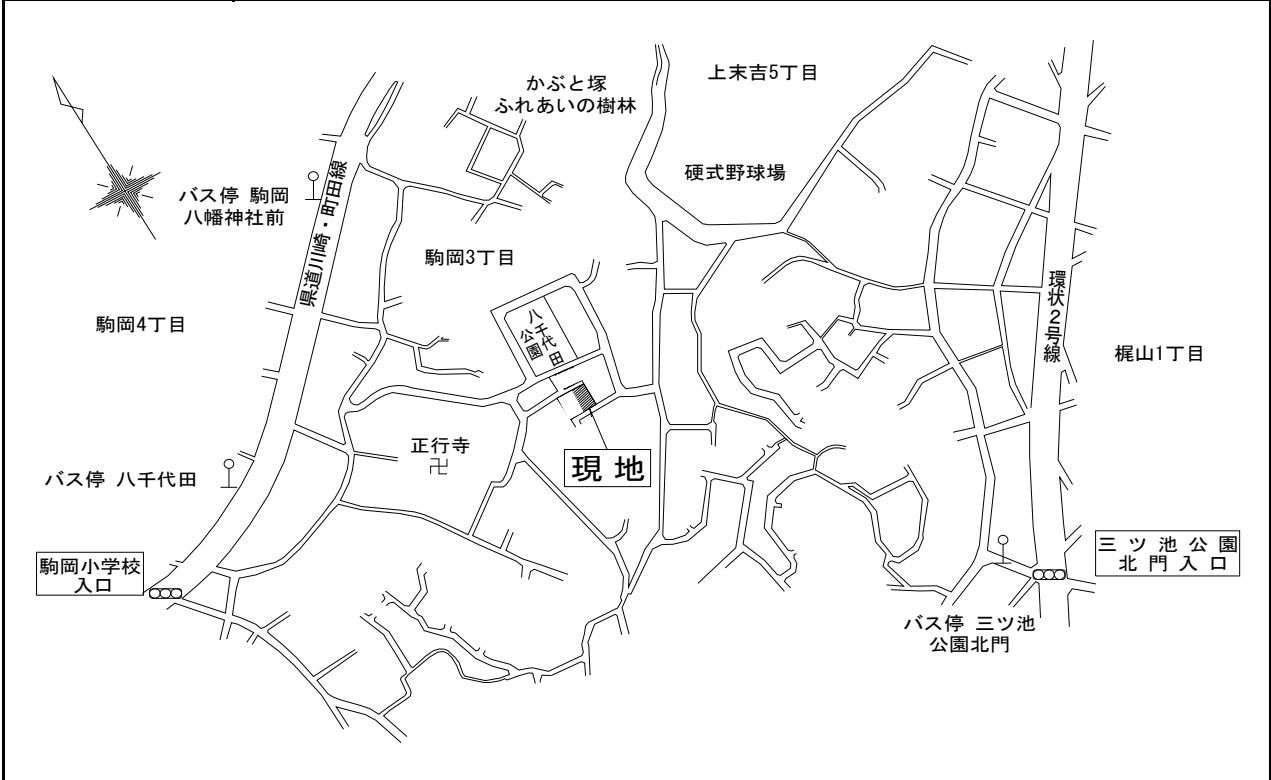 上末吉5丁目
かぶと塚
ふれあいの樹林
硬式野球場
バス停 駒岡
八幡神社前
県道川崎・町田線
駒岡3丁目
環状2号線
駒岡4丁目
八千代田
公園
梶山1丁目
正行寺
卍
現地
バス停 八千代田
駒岡小学校
入口
三ツ池公園
北門入口
バス停 三ツ池
公園北門